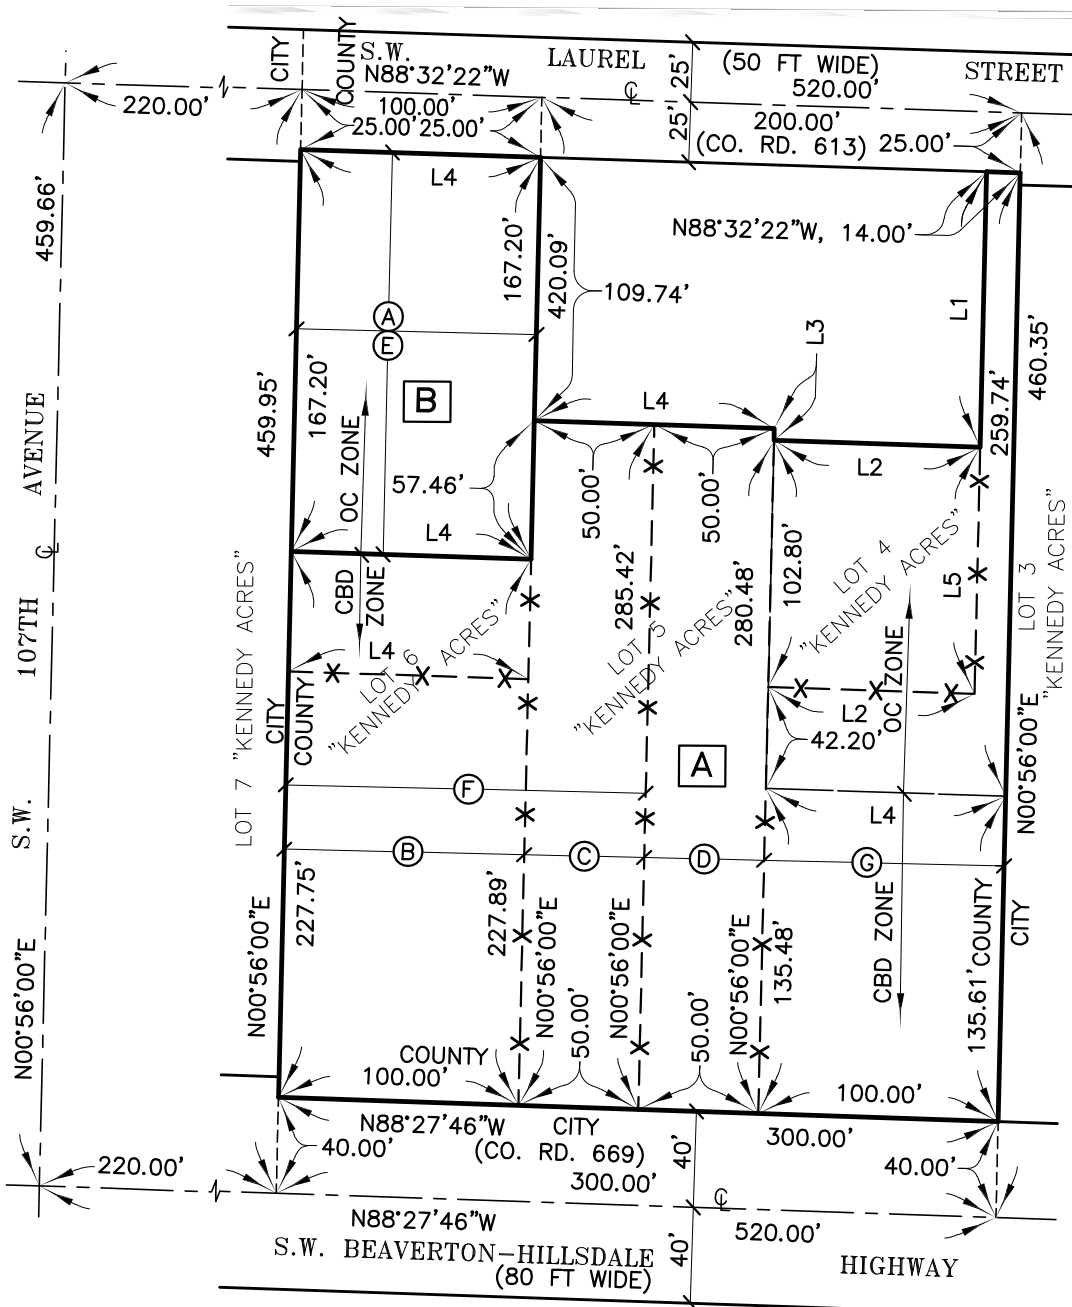 CITY
COUNTY
S.W.
LAUREL
STREET
N88°32'22"W
(50 FT WIDE)
25'
25'
℄
520.00'
220.00'
100.00'
200.00'
25.00'
25.00'
(CO. RD. 613)
25.00'
L4
N88°32'22"W, 14.00'
459.66'
167.20'
420.09'
109.74'
L3
L1
460.35'
A
E
B
459.95'
167.20'
OC ZONE
L4
259.74'
57.46'
50.00'
50.00'
L2
L4
S.W. 107TH ℄ AVENUE
CBD ZONE
285.42'
280.48'
102.80'
LOT 4
"KENNEDY ACRES"
L5
LOT 3
"KENNEDY ACRES"
LOT 7 "KENNEDY ACRES"
L4
LOT 6
"KENNEDY ACRES"
LOT 5
"KENNEDY ACRES"
OC ZONE
L2
42.20'
CITY
COUNTY
A
N00°56'00"E
F
L4
B
C
D
G
N00°56'00"E
227.75'
227.89'
N00°56'00"E
N00°56'00"E
N00°56'00"E
135.48'
CBD ZONE
135.61'
COUNTY
CITY
N00°56'00"E
50.00'
50.00'
COUNTY
100.00'
100.00'
N88°27'46"W
CITY
(CO. RD. 669)
40.00'
40'
300.00'
40.00'
220.00'
300.00'
℄
N88°27'46"W
520.00'
S.W. BEAVERTON-HILLSDALE
HIGHWAY
(80 FT WIDE)
40'